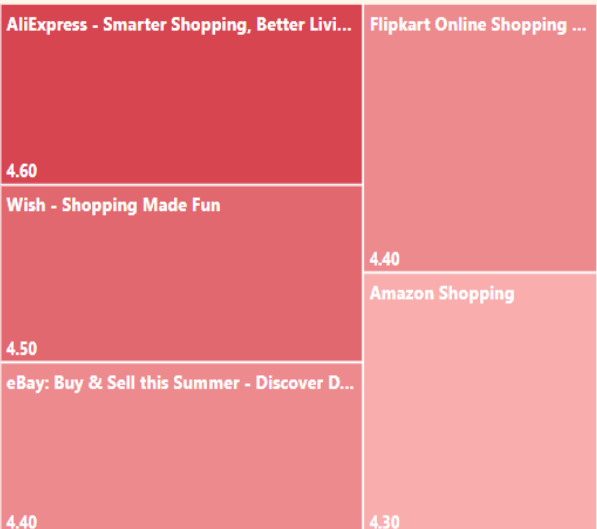 AliExpress - Smarter Shopping, Better Livi...
4.60
Wish - Shopping Made Fun
4.50
eBay: Buy & Sell this Summer - Discover D...
4.40
Flipkart Online Shopping ...
4.40
Amazon Shopping
4.30